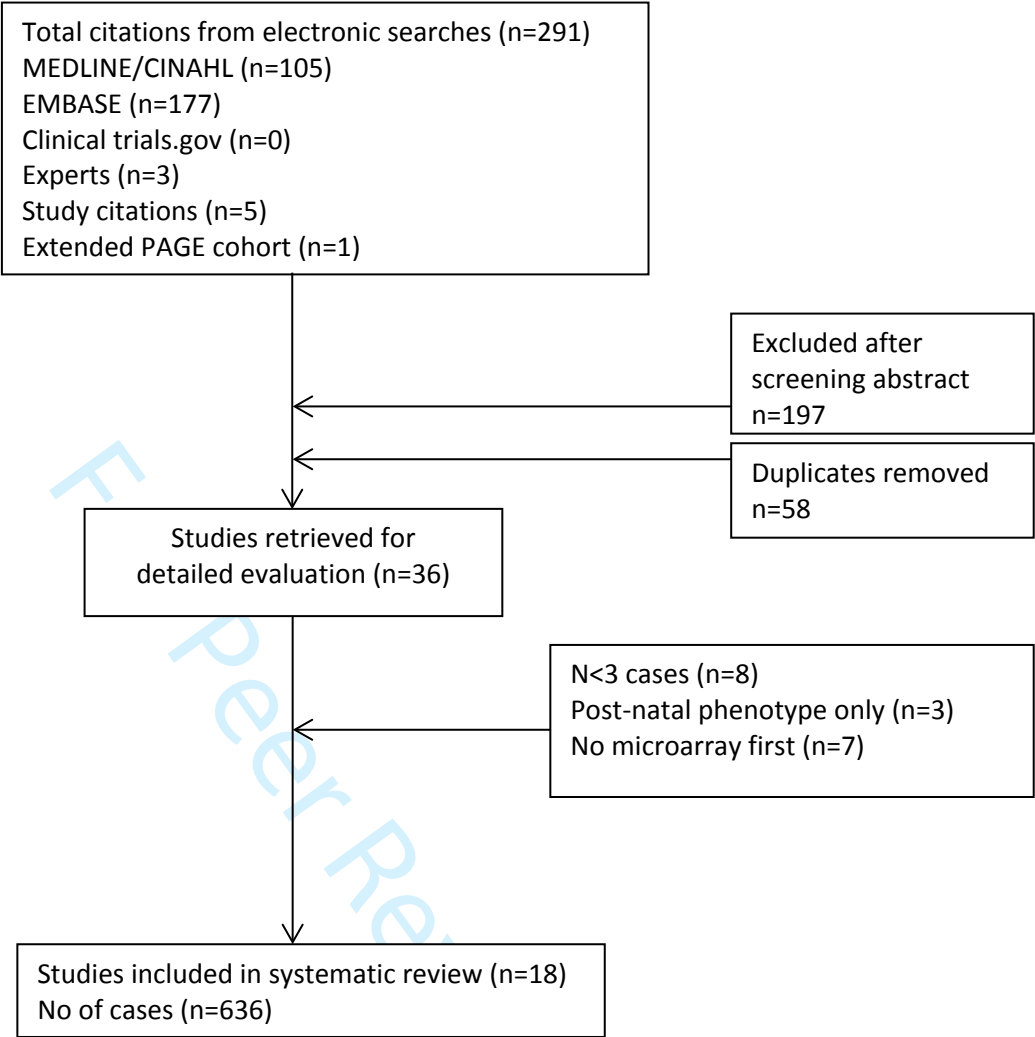 Total citations from electronic searches (n=291)
MEDLINE/CINAHL (n=105)
EMBASE (n=177)
Clinical trials.gov (n=0)
Experts (n=3)
Study citations (n=5)
Extended PAGE cohort (n=1)
Excluded after
screening abstract
n=197
Duplicates removed
n=58
Studies retrieved for
detailed evaluation (n=36)
N<3 cases (n=8)
Post-natal phenotype only (n=3)
No microarray first (n=7)
Studies included in systematic review (n=18)
No of cases (n=636)
Peer